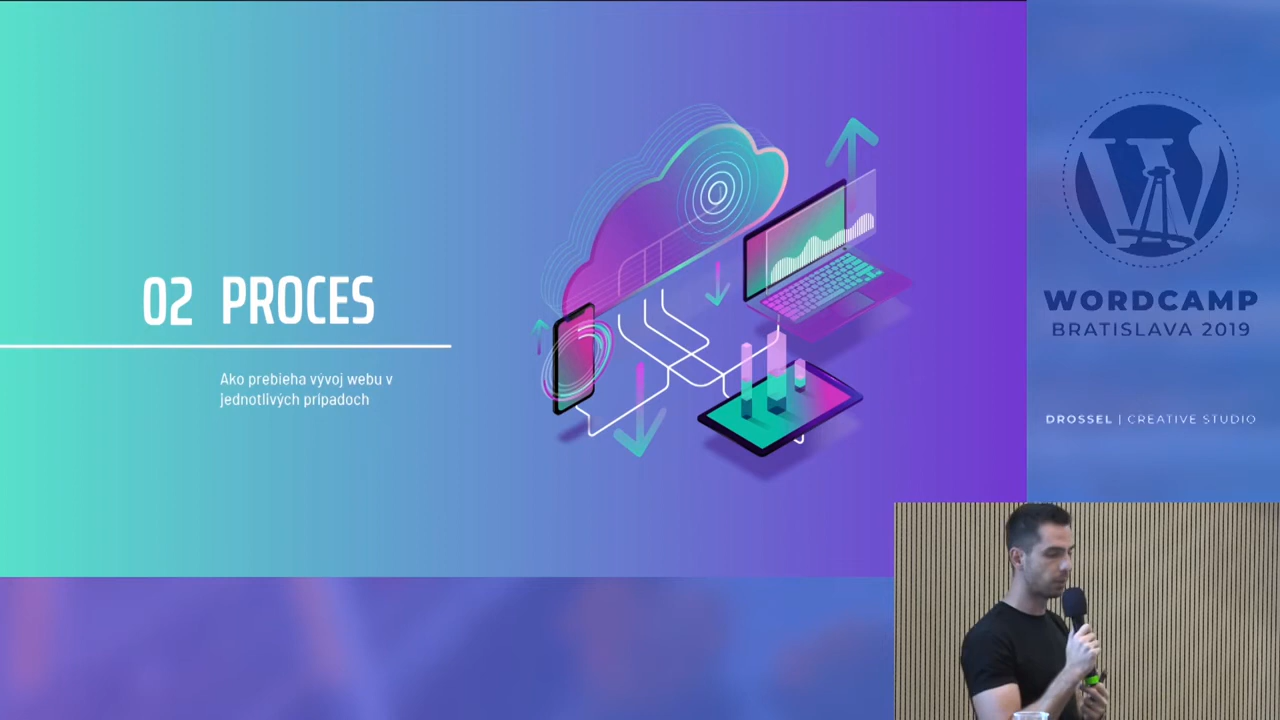 02 PROCES
Ako prebieha vývoj webu v
jednotlivých prípadoch
WORDCAMP
BRATISLAVA 2019
DROSSEL | CREATIVE STUDIO